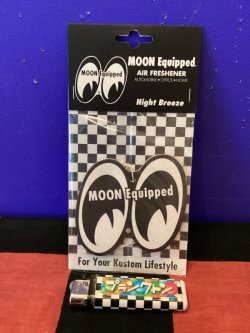 MOON Equipped
MOON Equipped.
AIR FRESHENER
AUTOMOBILE • OFFICE • HOME
Night Breeze
MOON Equipped
®
For Your Kustom Lifestyle